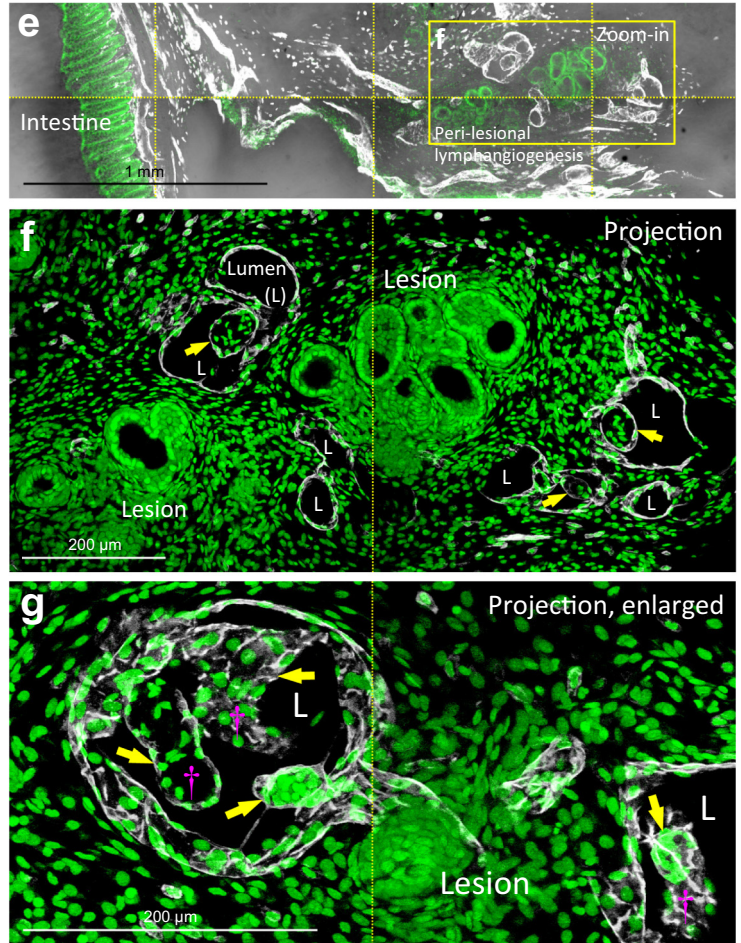 e
f
Zoom-in
Intestine
Peri-lesional
lymphangiogenesis
1 mm
f
Projection
Lumen
(L)
Lesion
L
L
L
L
L
L
Lesion
200 µm
g
Projection, enlarged
L
†
†
L
Lesion
†
200 µm